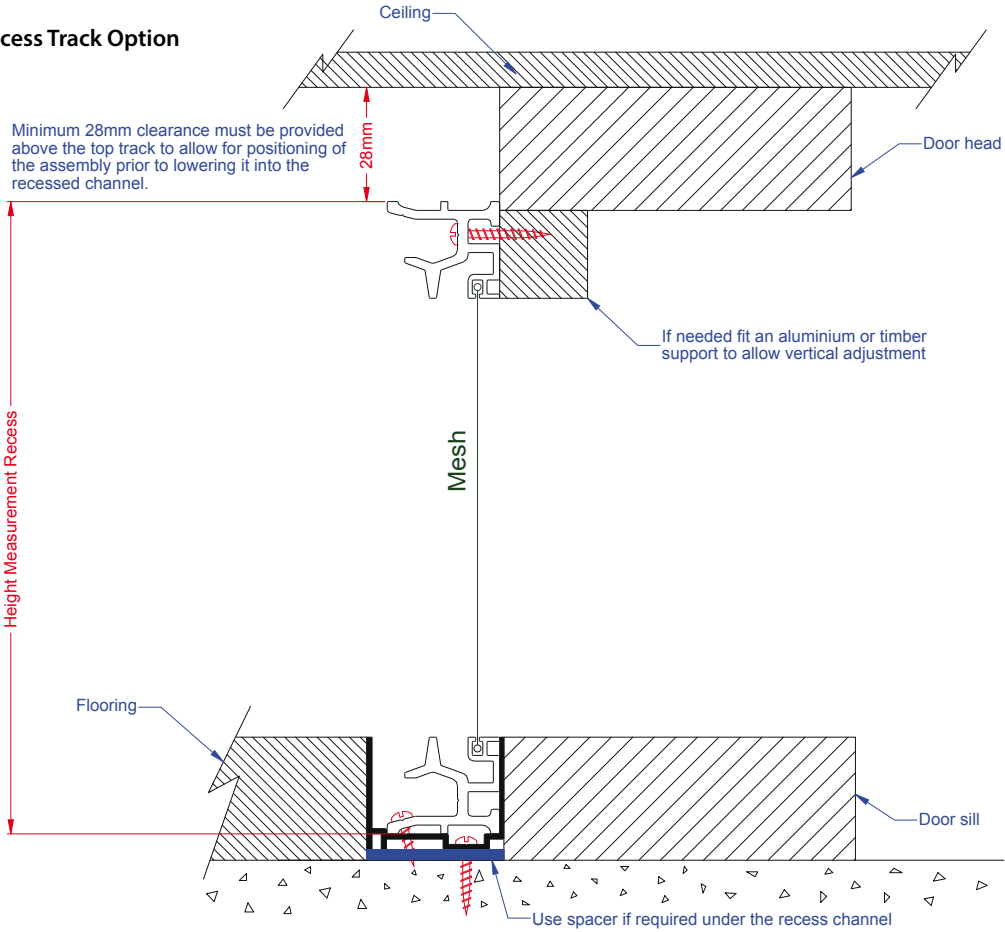 Ceiling
cess Track Option
Minimum 28mm clearance must be provided
above the top track to allow for positioning of
the assembly prior to lowering it into the
recessed channel.
28mm
Door head
If needed fit an aluminium or timber
support to allow vertical adjustment
Height Measurement Recess
Mesh
Flooring
Door sill
Use spacer if required under the recess channel